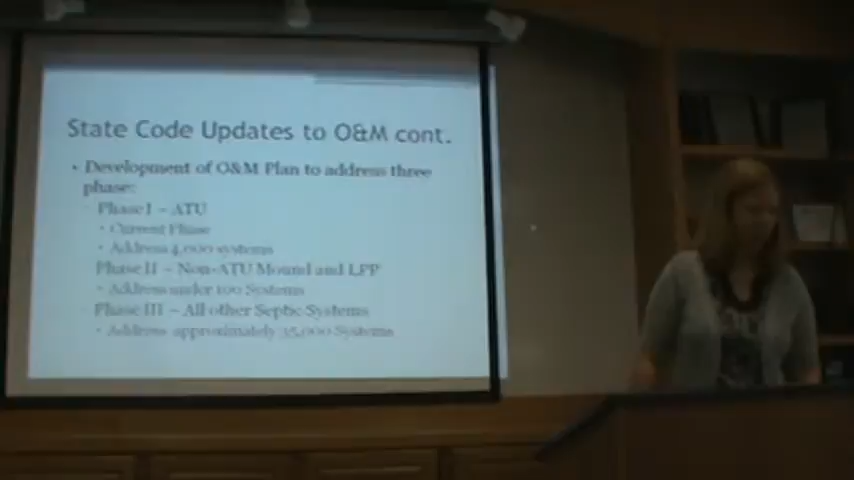 State Code Updates to O&M cont.
• Development of O&M Plan to address three
phase:
Phase I – ATU
• Current Phase
• Address 4,000 systems
Phase II – Non-ATU Mound and LPP
• Address under 100 Systems
Phase III – All other Septic Systems
• Address approximately 35,000 Systems